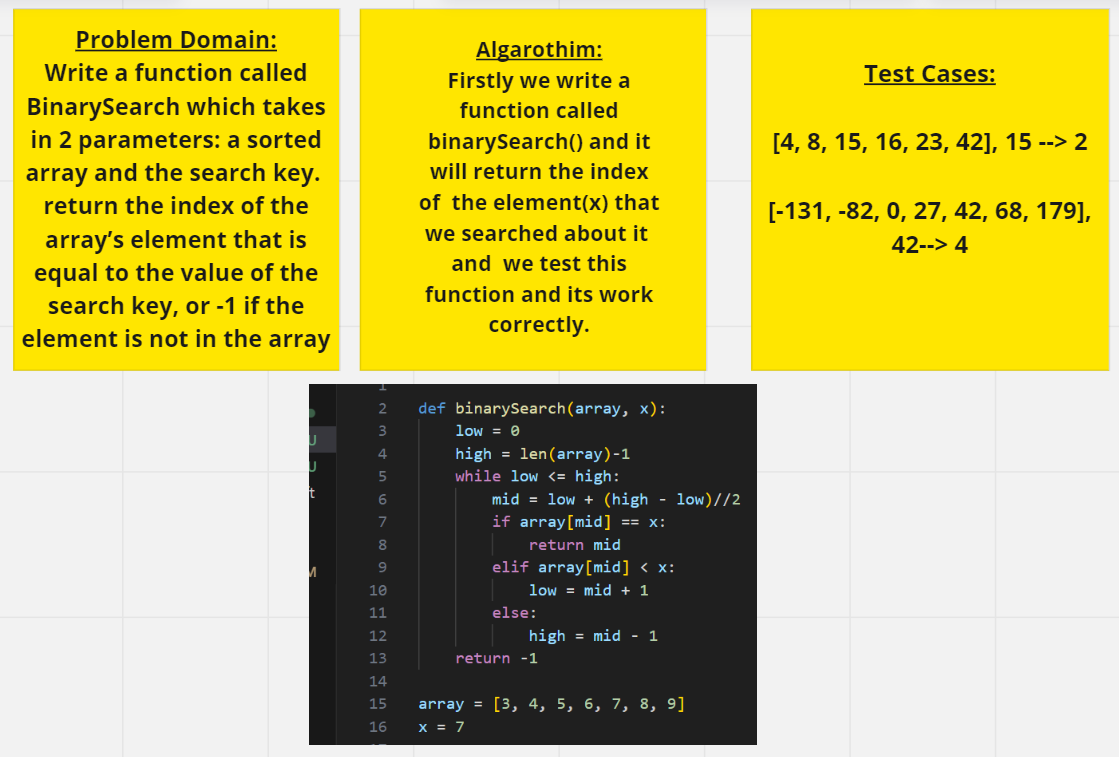 Problem Domain:
Write a function called
BinarySearch which takes
in 2 parameters: a sorted
array and the search key.
return the index of the
array’s element that is
equal to the value of the
search key, or -1 if the
element is not in the array
Algarothim:
Firstly we write a
function called
binarySearch() and it
will return the index
of  the element(x) that
we searched about it
and  we test this
function and its work
correctly.
Test Cases:
[4, 8, 15, 16, 23, 42], 15 --> 2
[-131, -82, 0, 27, 42, 68, 179],
42--> 4
1
2 def binarySearch(array, x):
3     low = 0
4     high = len(array)-1
5     while low <= high:
6         mid = low + (high - low)//2
7         if array[mid] == x:
8             return mid
9         elif array[mid] < x:
10             low = mid + 1
11         else:
12             high = mid - 1
13     return -1
14
15 array = [3, 4, 5, 6, 7, 8, 9]
16 x = 7
U
U
t
M